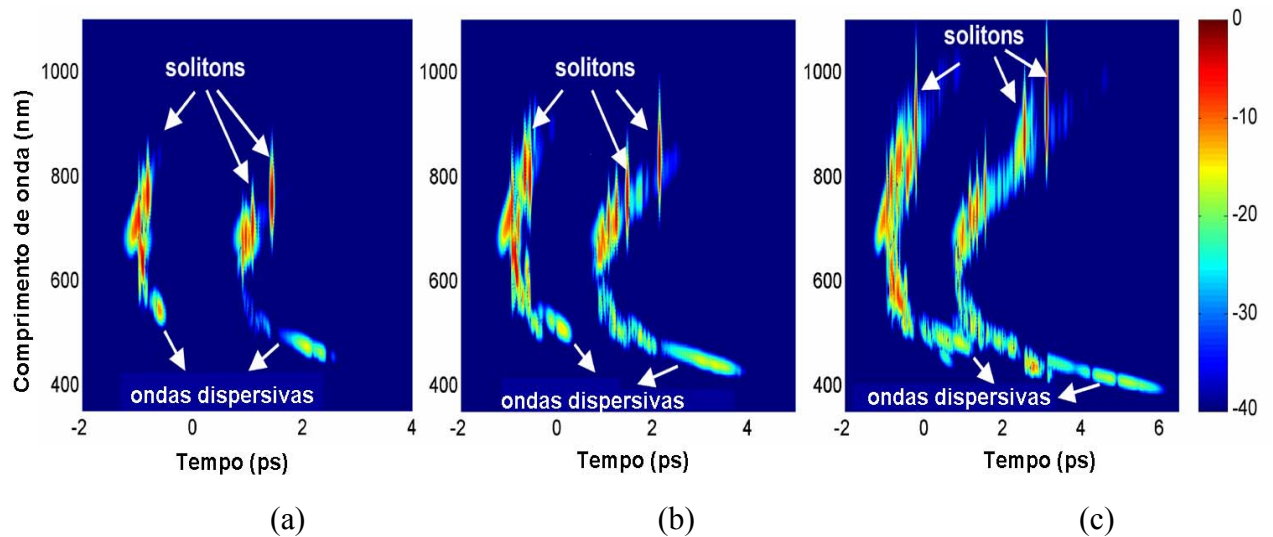 Comprimento de onda (nm)
1000
800
600
400
solitons
ondas dispersivas
-2
0
2
4
Tempo (ps)
(a)
1000
800
600
400
solitons
ondas dispersivas
-2
0
2
4
Tempo (ps)
(b)
1000
800
600
400
solitons
ondas dispersivas
-2
0
2
4
6
Tempo (ps)
(c)
0
-10
-20
-30
-40